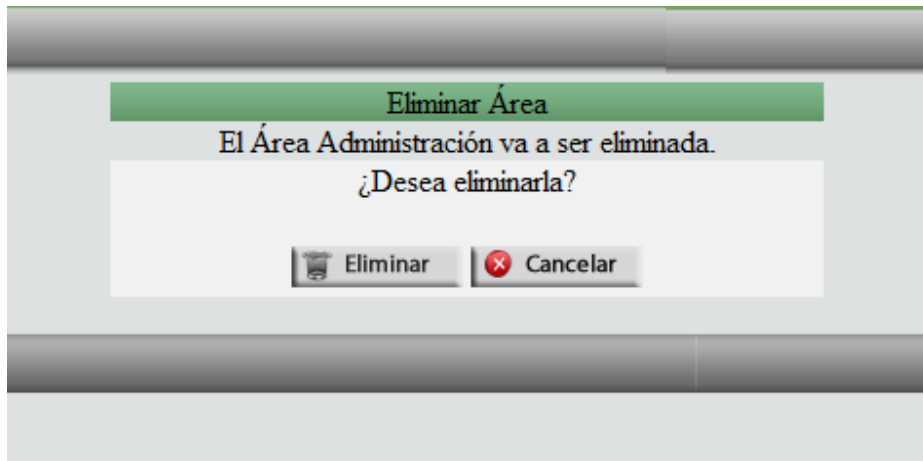 Eliminar Área
El Área Administración va a ser eliminada.
¿Desea eliminarla?
Eliminar
Cancelar